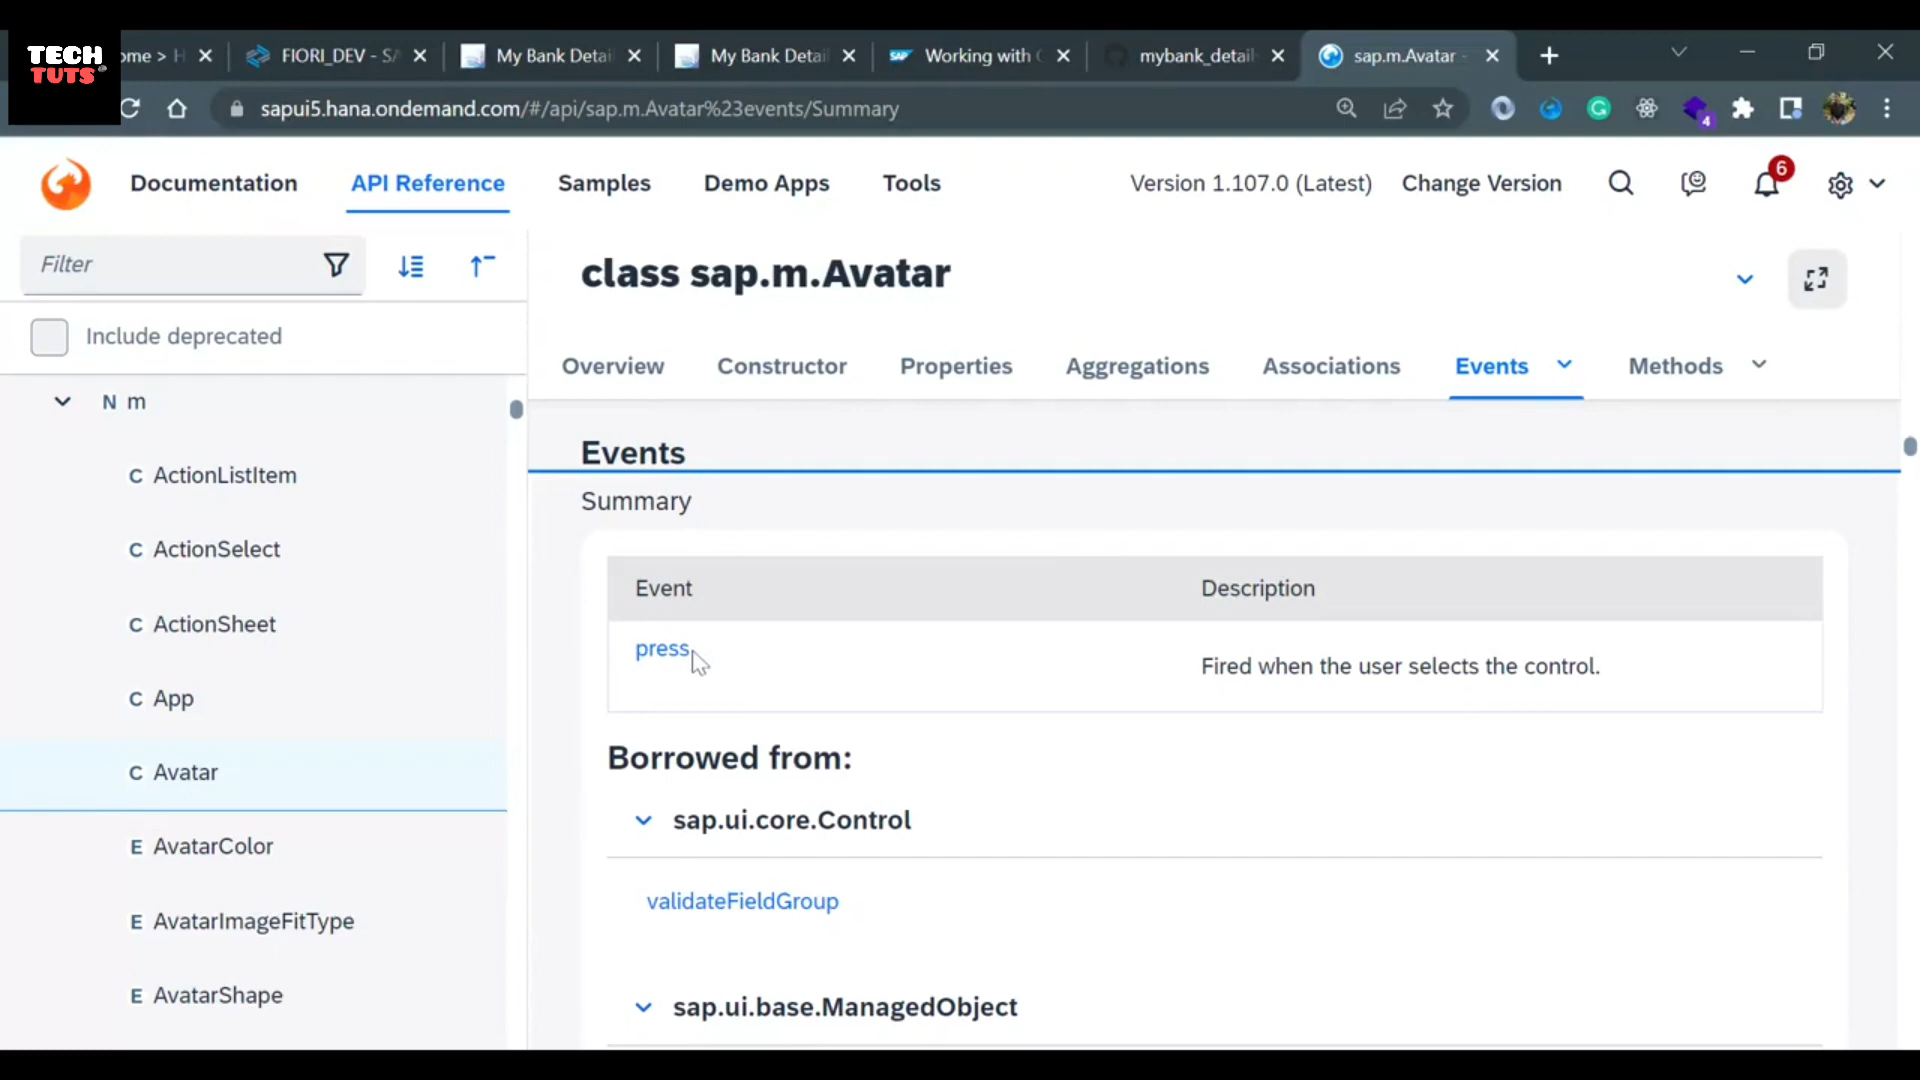 TECH
TUTS
ome > H
FIORI_DEV - SA
My Bank Detai
My Bank Detai
Working with
mybank_detail
sap.m.Avatar -
sapui5.hana.ondemand.com/#/api/sap.m.Avatar%23events/Summary
4
Documentation
API Reference
Samples
Demo Apps
Tools
Version 1.107.0 (Latest)
Change Version
6
Filter
Include deprecated
N m
C ActionListItem
C ActionSelect
C ActionSheet
C App
C Avatar
E AvatarColor
E AvatarImageFitType
E AvatarShape
class sap.m.Avatar
Overview
Constructor
Properties
Aggregations
Associations
Events
Methods
Events
Summary
Event
Description
press
Fired when the user selects the control.
Borrowed from:
sap.ui.core.Control
validateFieldGroup
sap.ui.base.ManagedObject